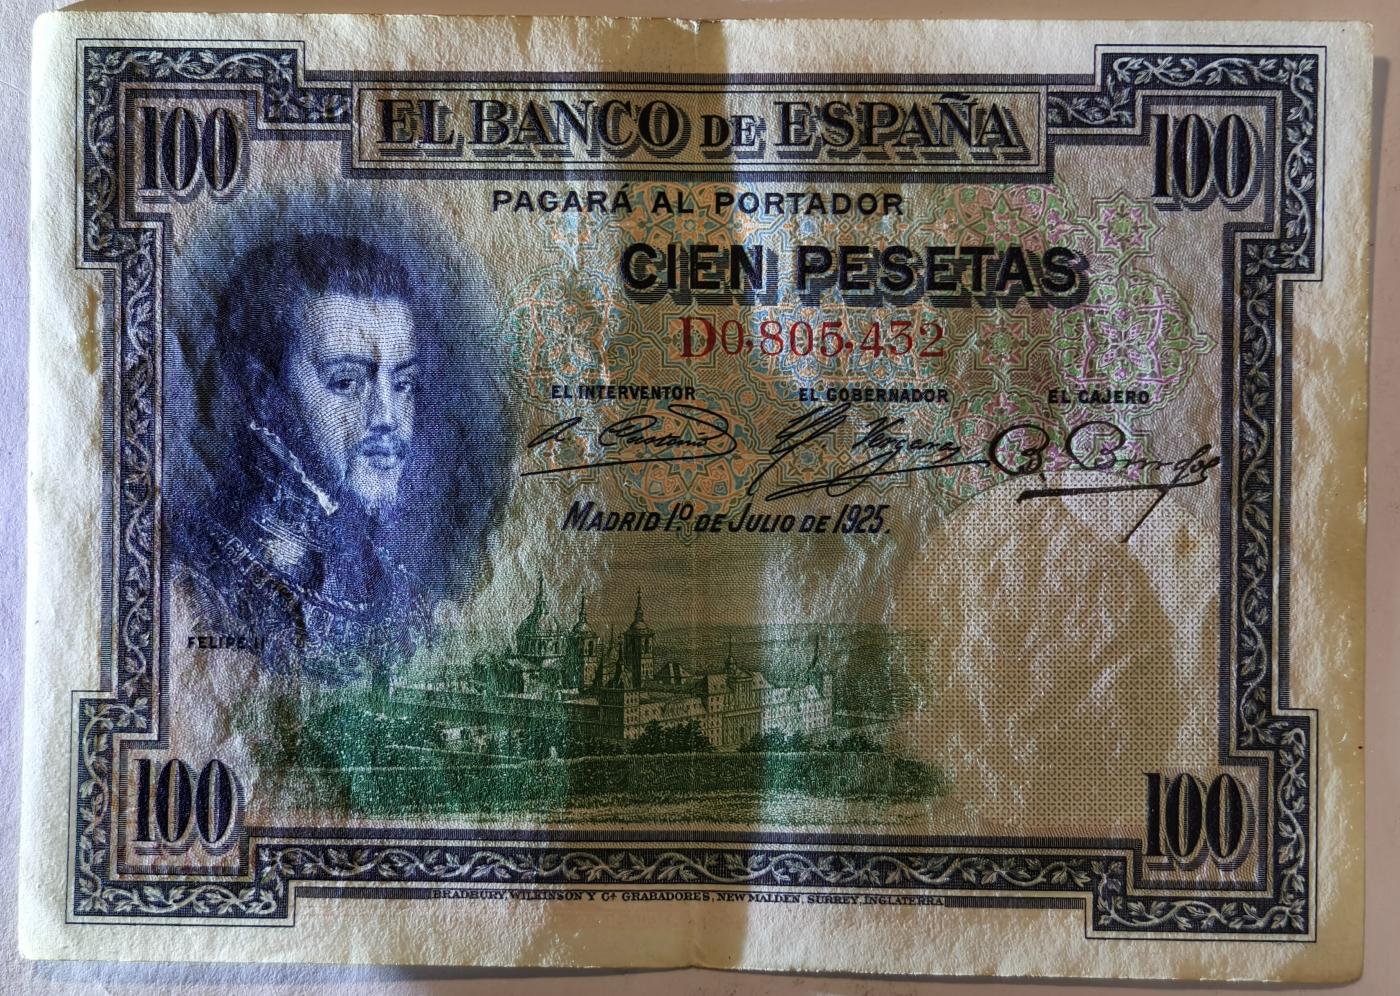 100 EL BANCO DE ESPAÑA 100
PAGARÁ AL PORTADOR
CIEN PESETAS
D0,805,432
EL INTERVENTOR EL GOBERNADOR EL CAJERO
MADRID 1.º DE JULIO DE 1925.
FELIPE II
100 100
BRADBURY, WILKINSON Y Cª GRABADORES, NEW MALDEN, SURREY, INGLATERRA